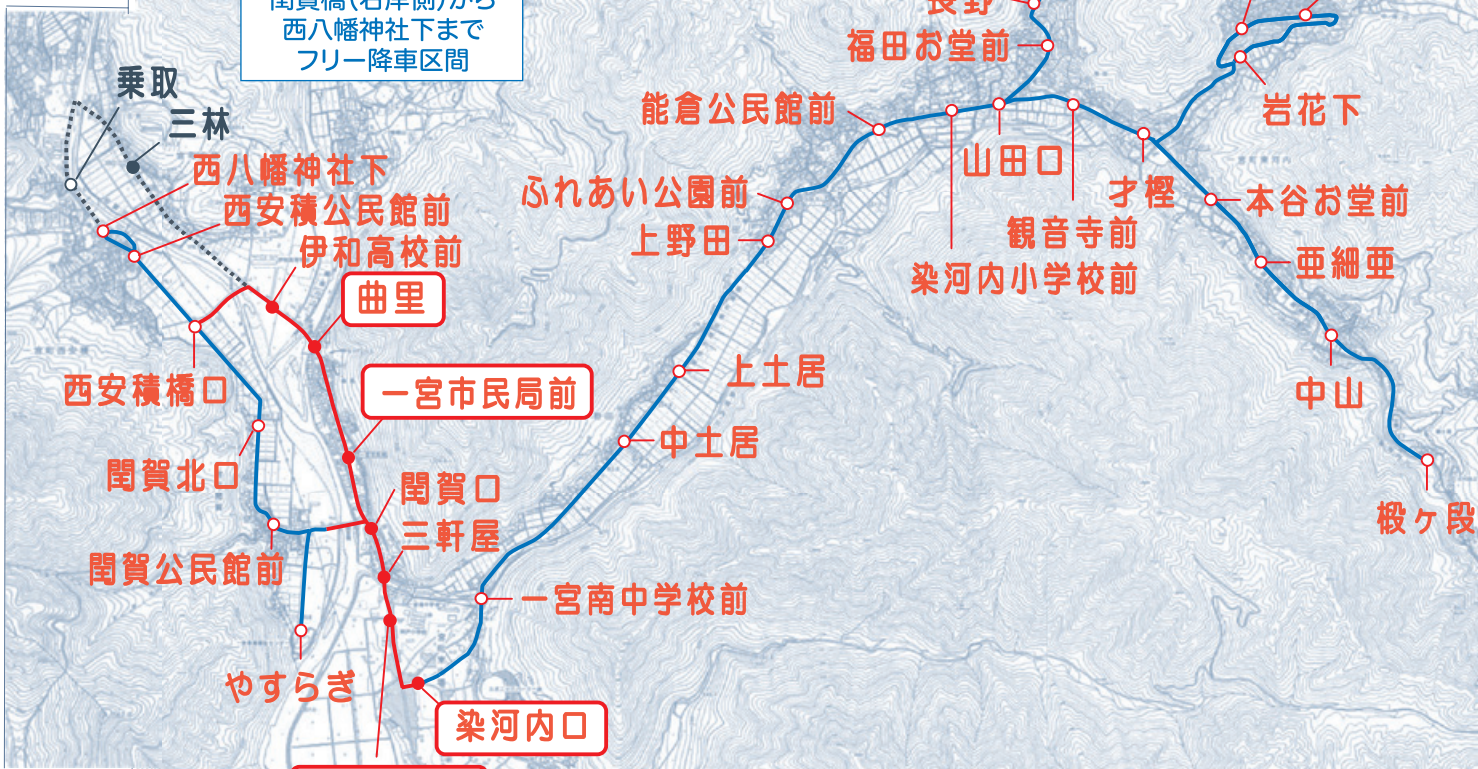 閏賀橋(右岸側)から
西八幡神社下まで
フリー降車区間
長野
福田お堂前
乗取
三林
能倉公民館前
岩花下
西八幡神社下
山田口
ふれあい公園前
才樫
本谷お堂前
西安積公民館前
観音寺前
伊和高校前
上野田
亜細亜
染河内小学校前
曲里
上土居
西安積橋口
一宮市民局前
中山
中土居
閏賀北口
閏賀口
椴ヶ段
三軒屋
閏賀公民館前
一宮南中学校前
やすらぎ
染河内口